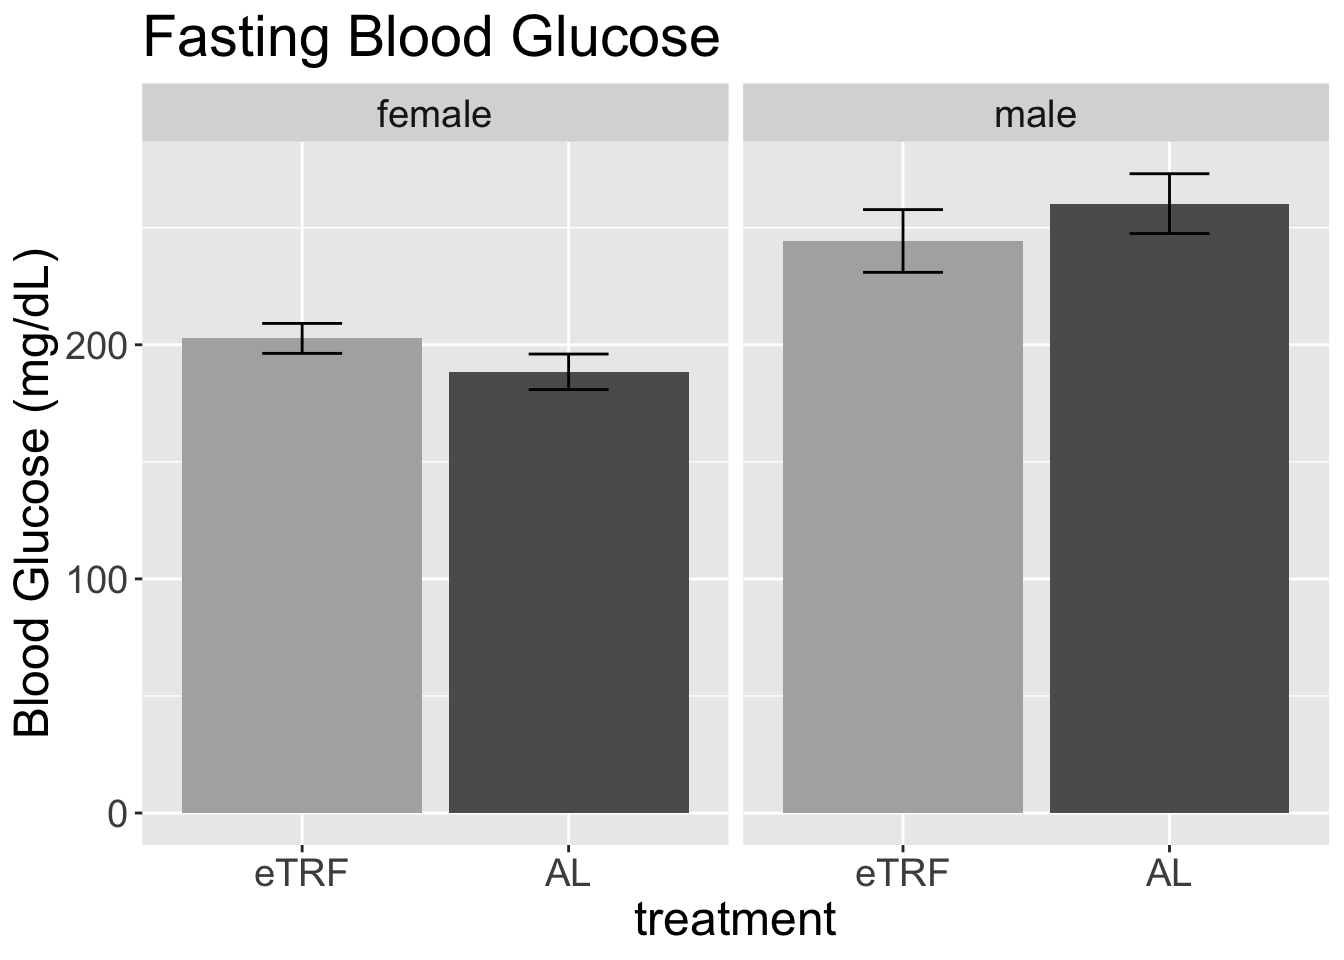 Fasting Blood Glucose
female
male
Blood Glucose (mg/dL)
200
100
0
eTRF
AL
eTRF
AL
treatment